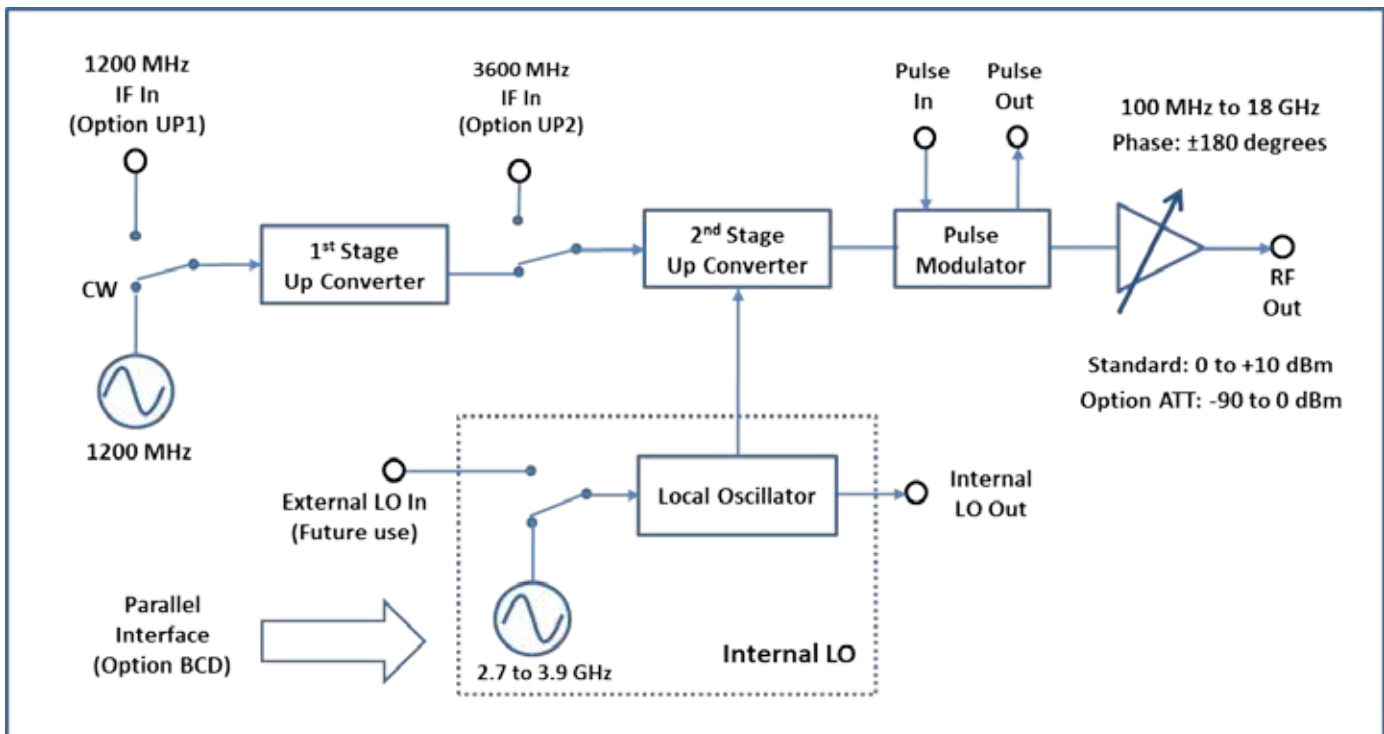 1200 MHz
IF In
(Option UP1)
3600 MHz
IF In
(Option UP2)
Pulse
In
Pulse
Out
100 MHz to 18 GHz
Phase: ±180 degrees
CW
1st Stage
Up Converter
2nd Stage
Up Converter
Pulse
Modulator
RF
Out
1200 MHz
Standard: 0 to +10 dBm
Option ATT: -90 to 0 dBm
External LO In
(Future use)
Local Oscillator
Internal
LO Out
Parallel
Interface
(Option BCD)
2.7 to 3.9 GHz
Internal LO